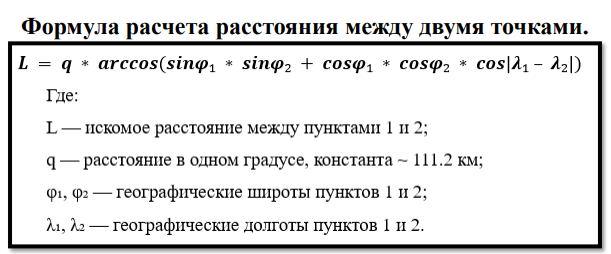 Формула расчета расстояния между двумя точками.
L = q * arccos(sinφ₁ * sinφ₂ + cosφ₁ * cosφ₂ * cos|λ₁ – λ₂|)
Где:
L — искомое расстояние между пунктами 1 и 2;
q — расстояние в одном градусе, константа ~ 111.2 км;
φ₁, φ₂ — географические широты пунктов 1 и 2;
λ₁, λ₂ — географические долготы пунктов 1 и 2.